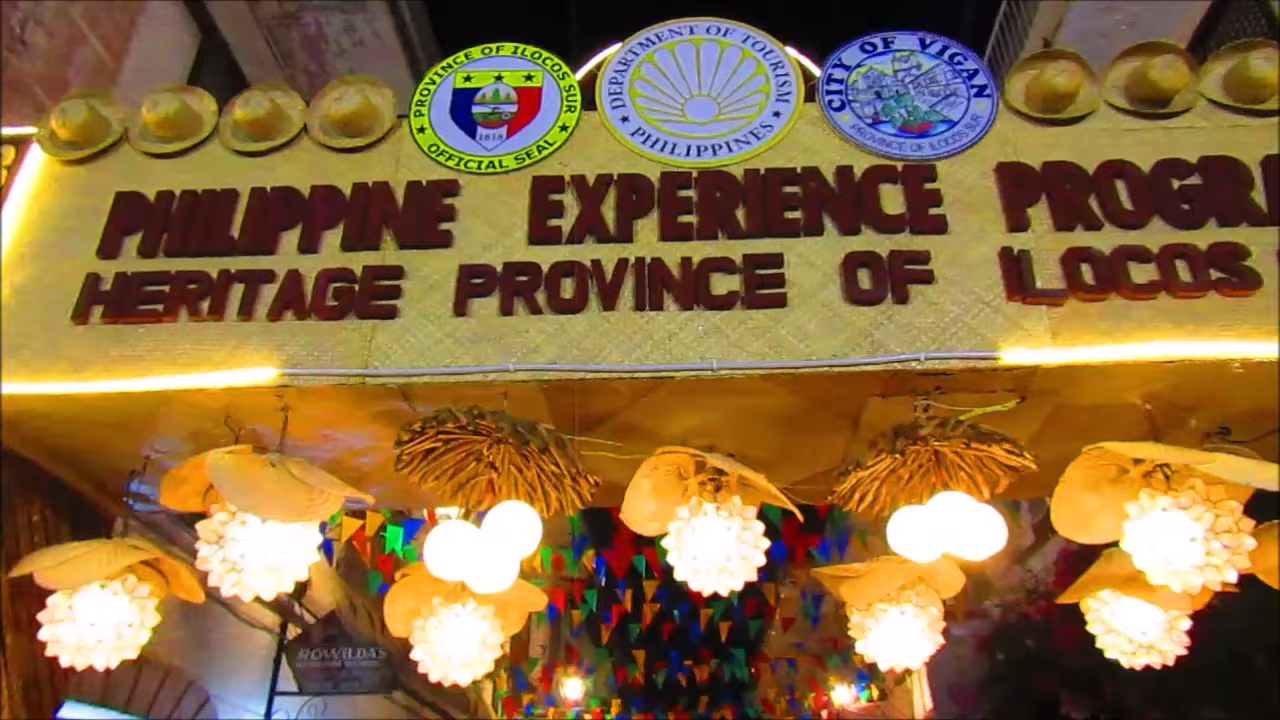 PROVINCE OF ILOCOS SUR
1818
OFFICIAL SEAL
DEPARTMENT OF TOURISM
PHILIPPINES
CITY OF VIGAN
PROVINCE OF ILOCOS SUR
PHILIPPINE EXPERIENCE PROGRA
HERITAGE PROVINCE OF ILOCOS
ROWILDA'S